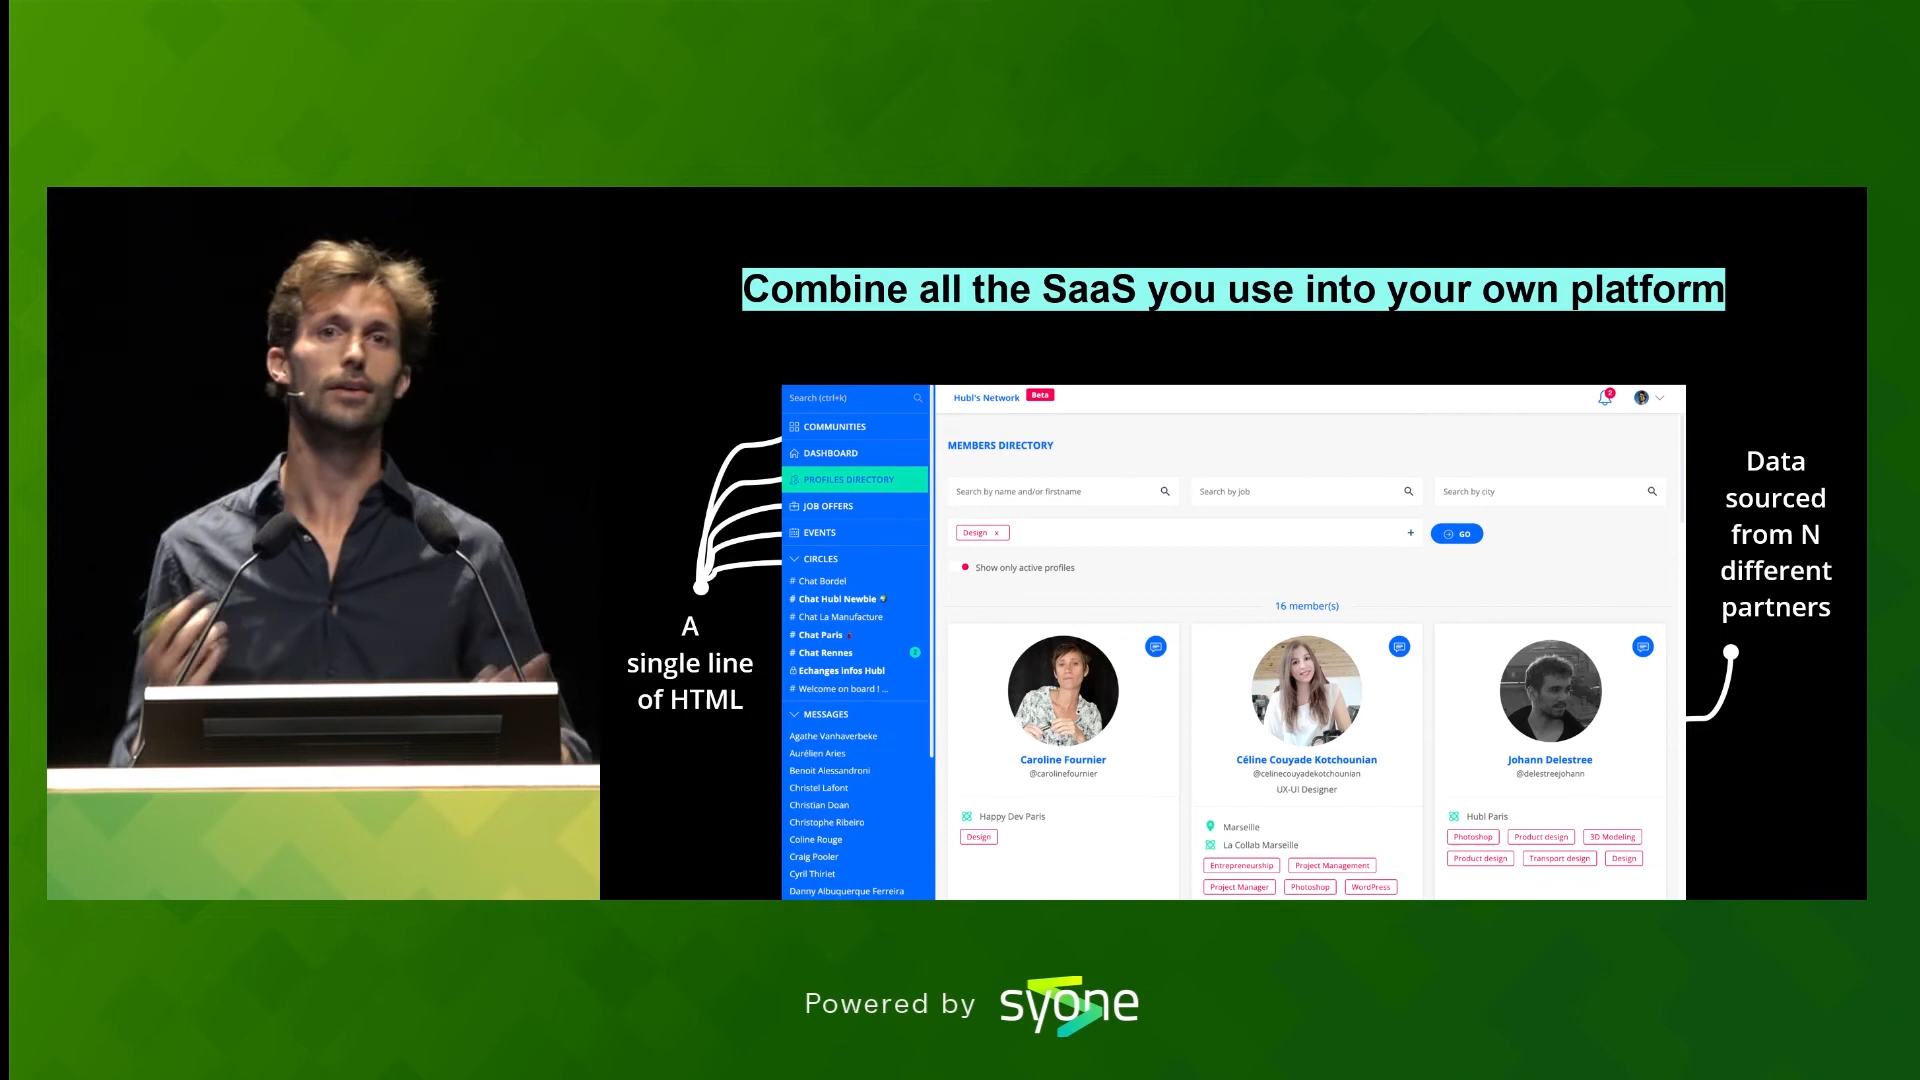 Combine all the SaaS you use into your own platform
A
single line
of HTML
Search (ctrl+k)
COMMUNITIES
DASHBOARD
PROFILES DIRECTORY
JOB OFFERS
EVENTS
CIRCLES
# Chat Bordel
# Chat Hubl Newbie
# Chat La Manufacture
# Chat Paris
# Chat Rennes 2
Echanges infos Hubl
# Welcome on board ! ...
MESSAGES
Agathe Vanhaverbeke
Aurélien Aries
Benoit Alessandroni
Christel Lafont
Christian Doan
Christophe Ribeiro
Coline Rouge
Craig Pooler
Cyril Thiriet
Danny Albuquerque Ferreira
Hubl's Network Beta
2
MEMBERS DIRECTORY
Search by name and/or firstname
Search by job
Search by city
Design x
+
GO
Show only active profiles
16 member(s)
Caroline Fournier
@carolinefournier
Happy Dev Paris
Design
Céline Couyade Kotchounian
@celinecouyadekotchounian
UX-UI Designer
Marseille
La Collab Marseille
Entrepreneurship Project Management
Project Manager Photoshop WordPress
Johann Delestree
@delestreejohann
Hubl Paris
Photoshop Product design 3D Modeling
Product design Transport design Design
Data
sourced
from N
different
partners
Powered by syone